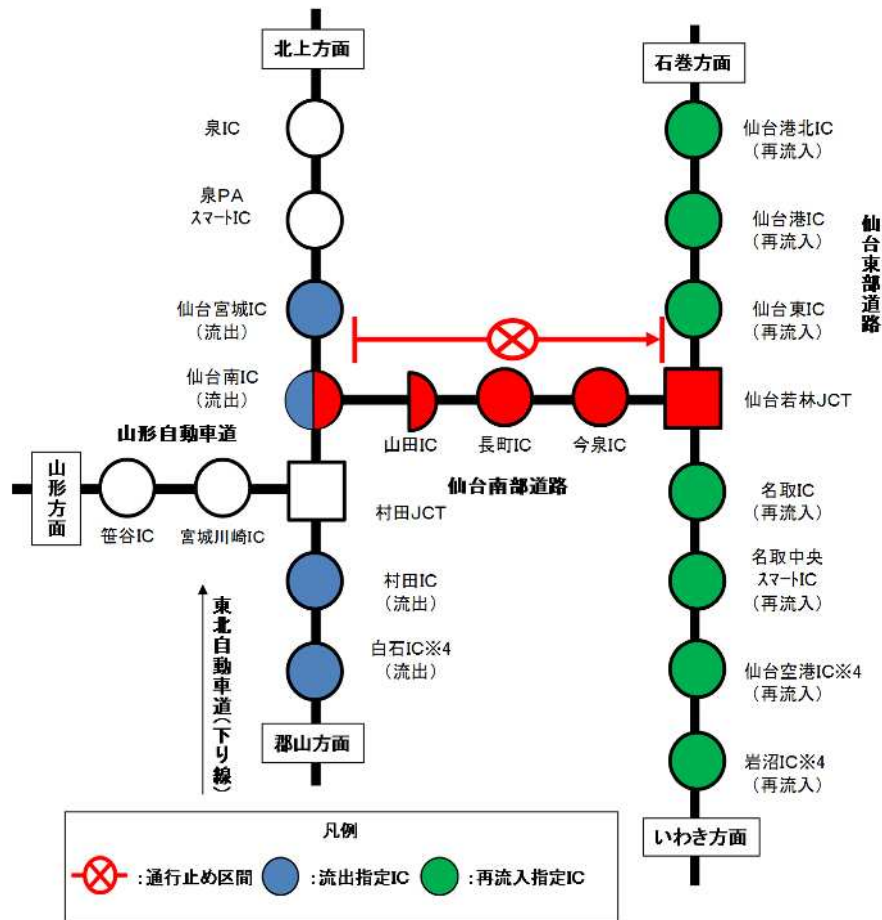 北上方面
石巻方面
泉IC
仙台港北IC
(再流入)
泉PA
スマートIC
仙台港IC
(再流入)
仙台東部道路
仙台宮城IC
(流出)
仙台東IC
(再流入)
仙台南IC
(流出)
仙台若林JCT
山形自動車道
山田IC
長町IC
今泉IC
仙台南部道路
山形方面
笹谷IC
宮城川崎IC
村田JCT
名取IC
(再流入)
東北自動車道(下り線)
村田IC
(流出)
名取中央
スマートIC
(再流入)
白石IC※4
(流出)
仙台空港IC※4
(再流入)
郡山方面
岩沼IC※4
(再流入)
いわき方面
凡例
:通行止め区間
:流出指定IC
:再流入指定IC